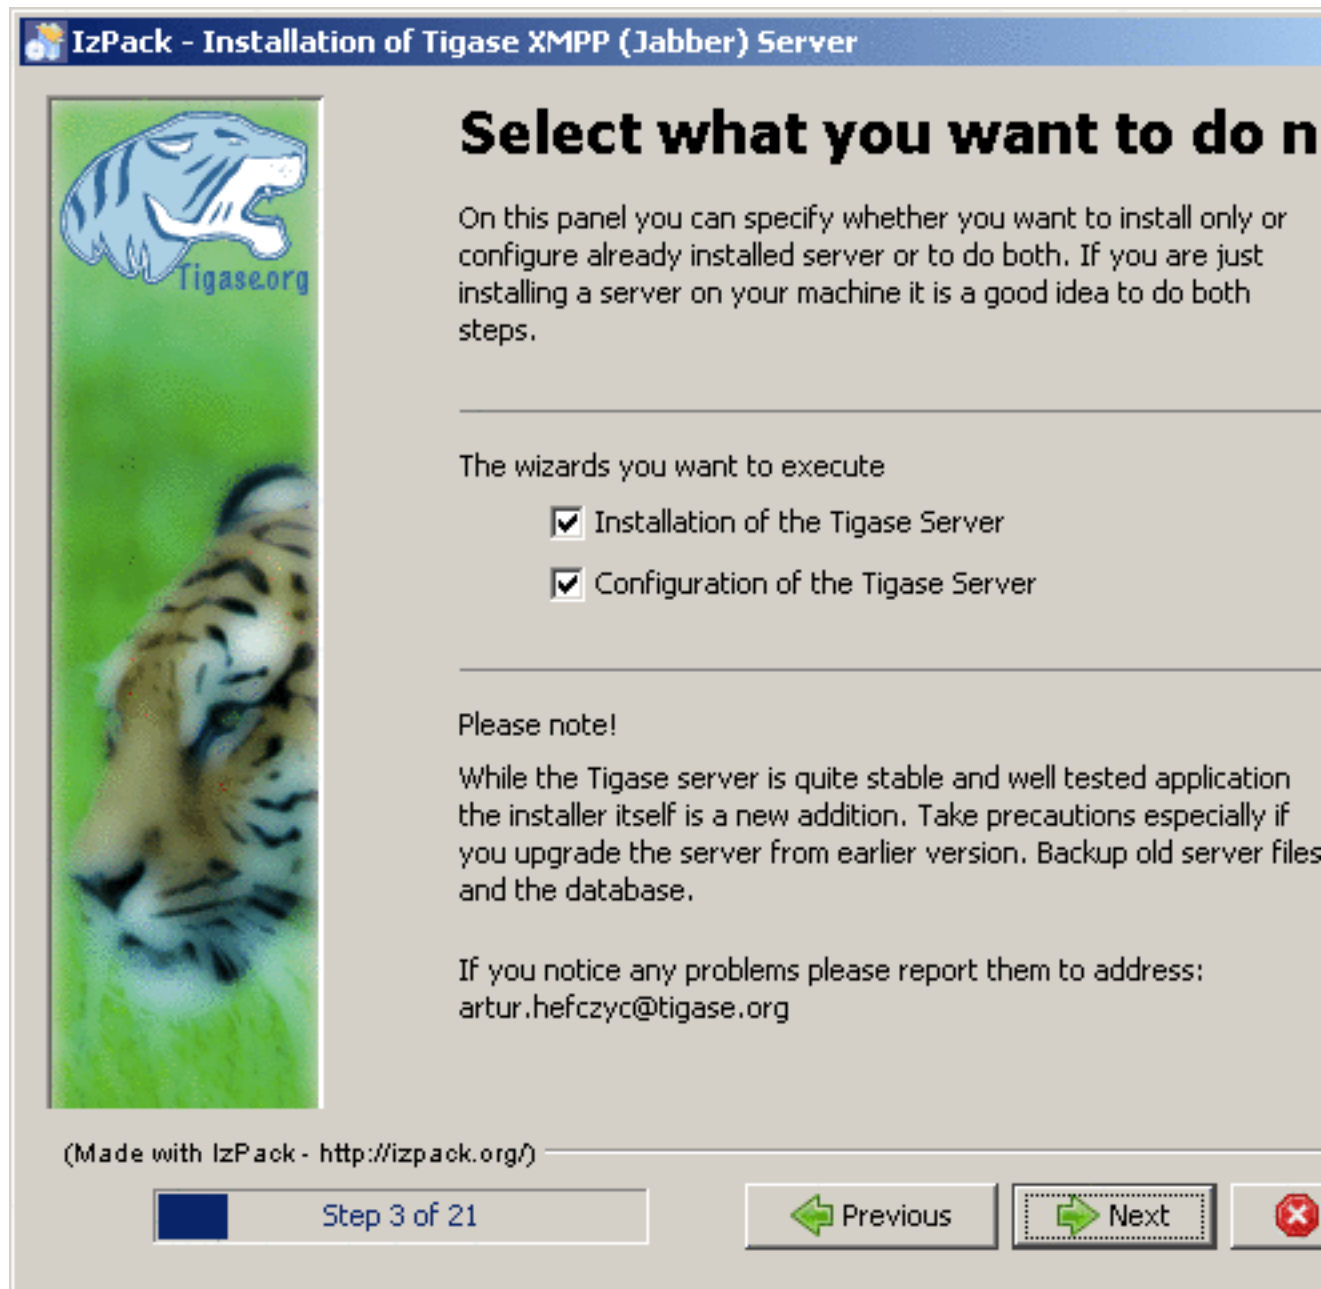 IzPack - Installation of Tigase XMPP (Jabber) Server
Tigase.org
Select what you want to do n
On this panel you can specify whether you want to install only or
configure already installed server or to do both. If you are just
installing a server on your machine it is a good idea to do both
steps.
The wizards you want to execute
Installation of the Tigase Server
Configuration of the Tigase Server
Please note!
While the Tigase server is quite stable and well tested application
the installer itself is a new addition. Take precautions especially if
you upgrade the server from earlier version. Backup old server files
and the database.
If you notice any problems please report them to address:
artur.hefczyc@tigase.org
(Made with IzPack - http://izpack.org/)
Step 3 of 21
Previous
Next